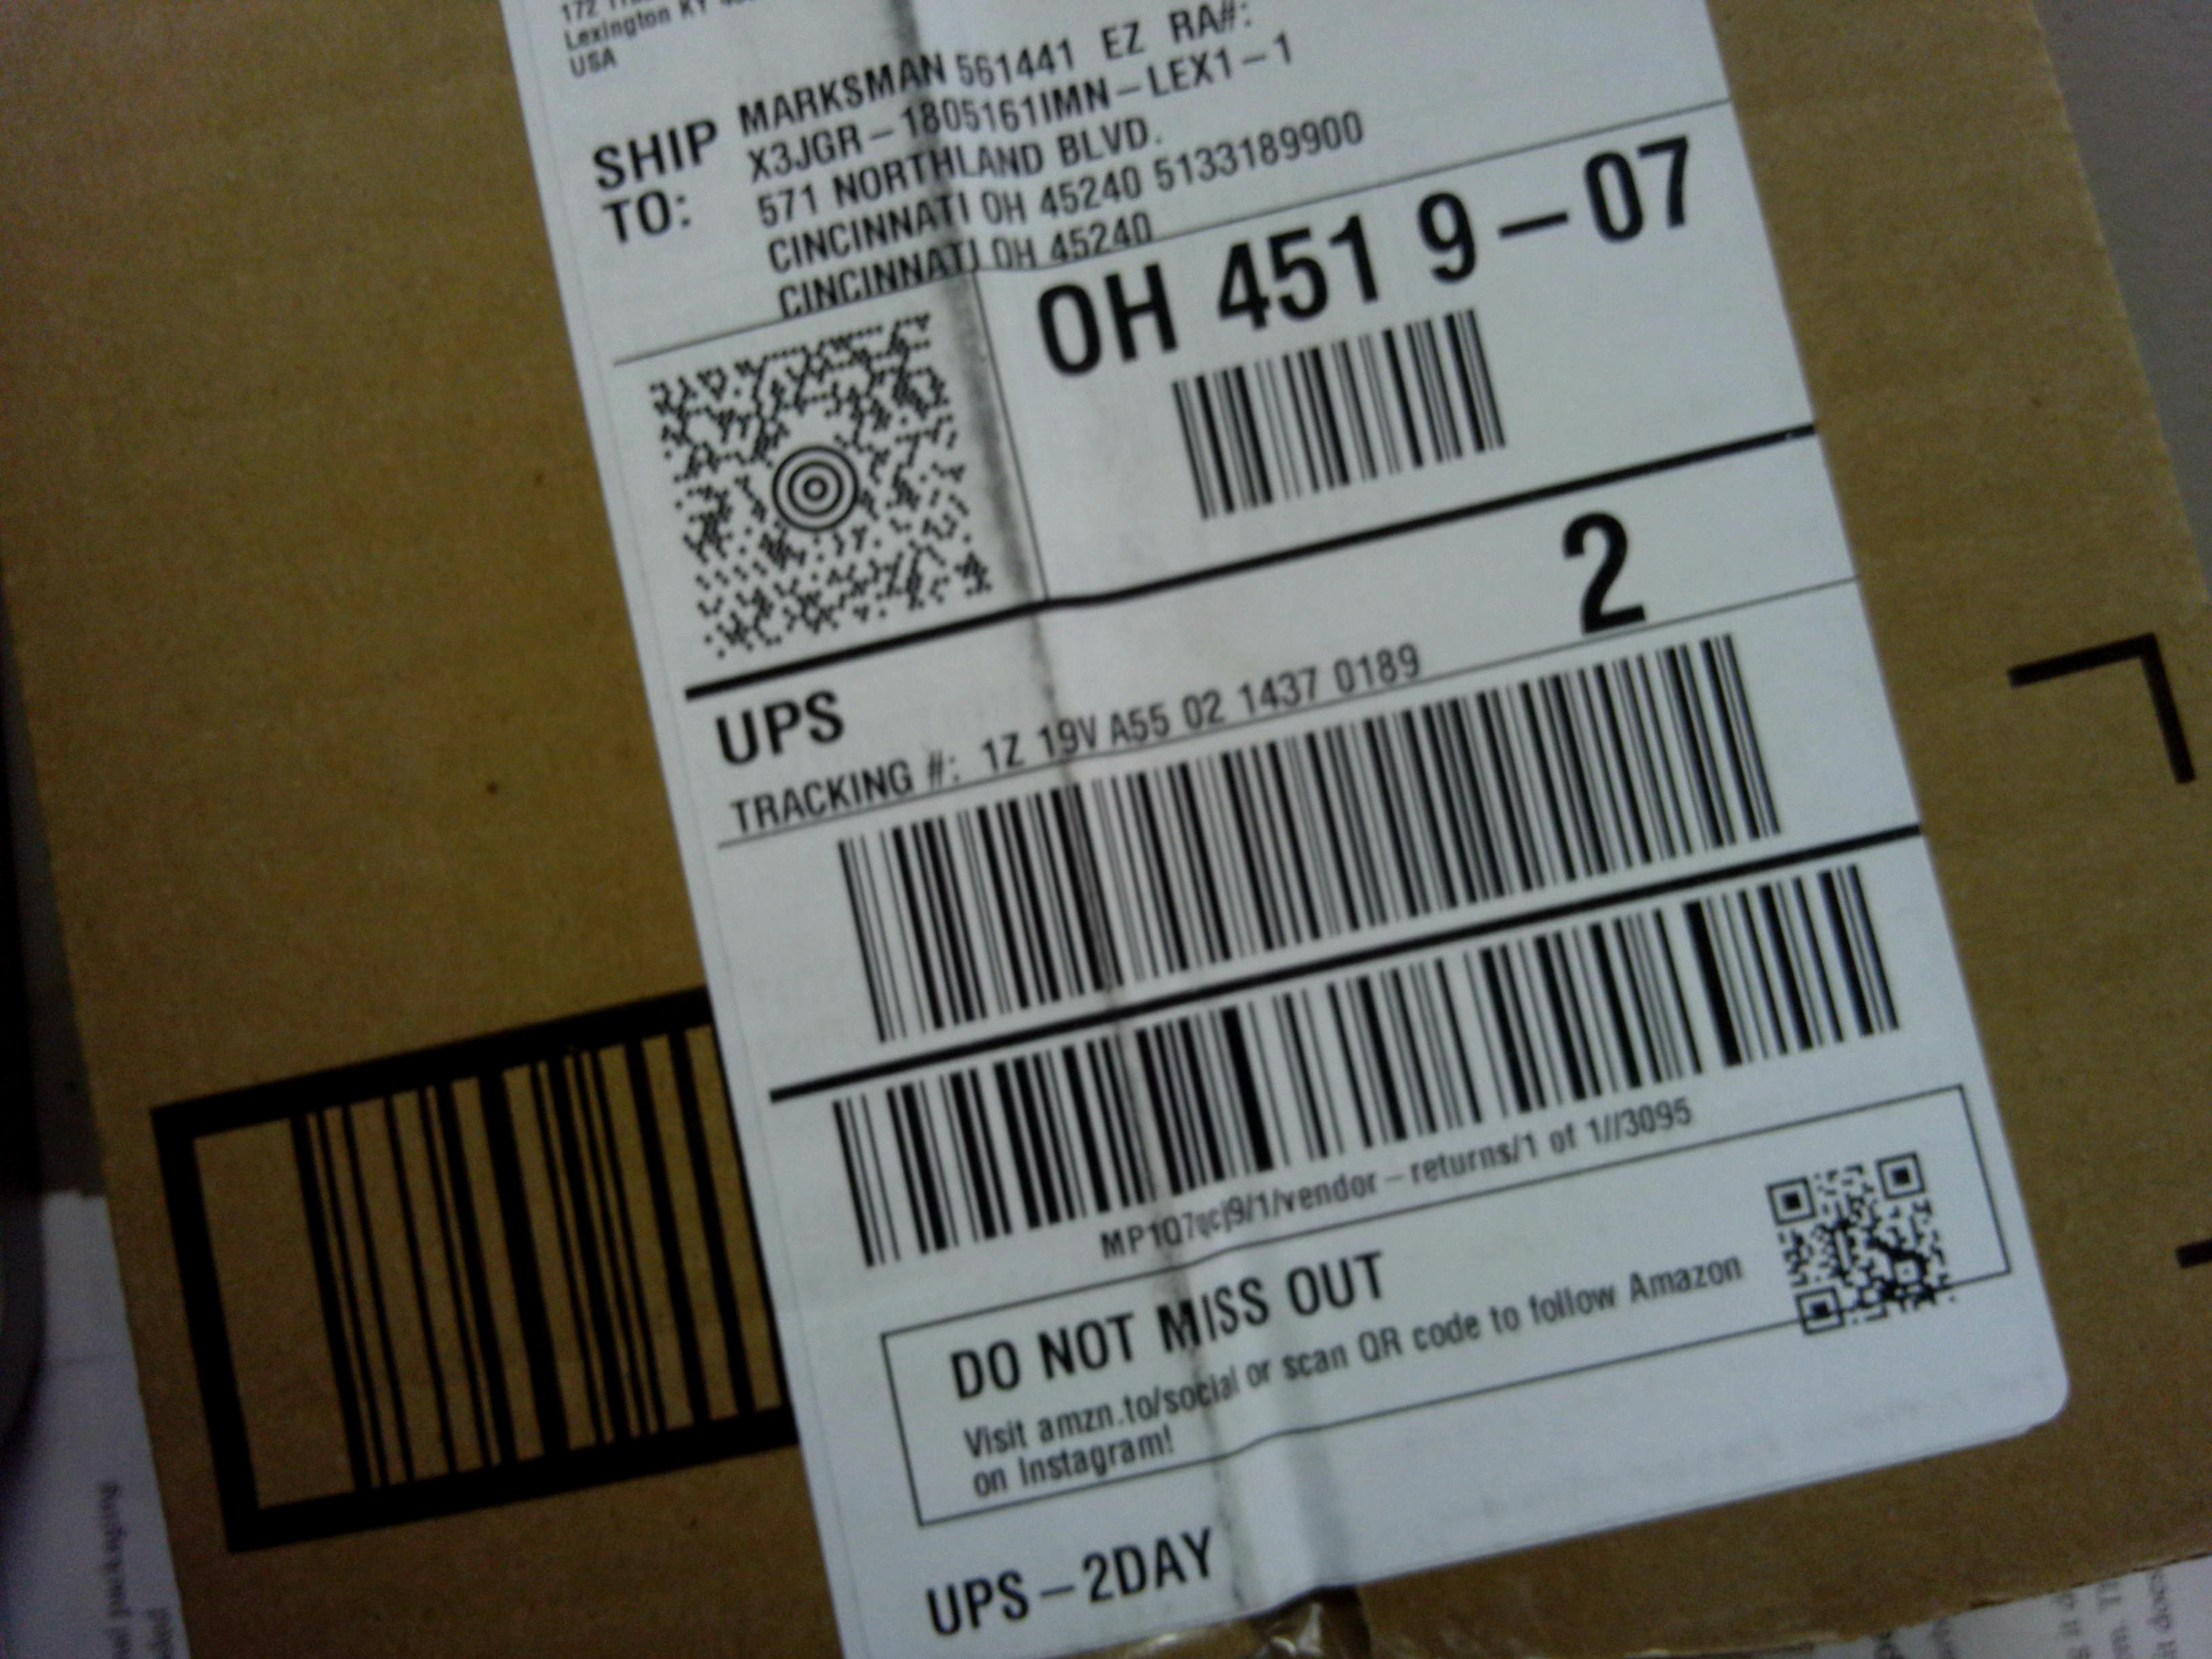 172
Lexington KY
USA
SHIP TO:
MARKSMAN 561441 EZ RA#:
X3JGR-1805161IMN-LEX1-1
571 NORTHLAND BLVD.
CINCINNATI OH 45240 5133189900
CINCINNATI OH 45240
OH 451 9-07
2
UPS
TRACKING #: 1Z 19V A55 02 1437 0189
MP1Q7qcj9/1/vendor-returns/1 of 1//3095
DO NOT MISS OUT
Visit amzn.to/social or scan QR code to follow Amazon
on Instagram!
UPS-2DAY